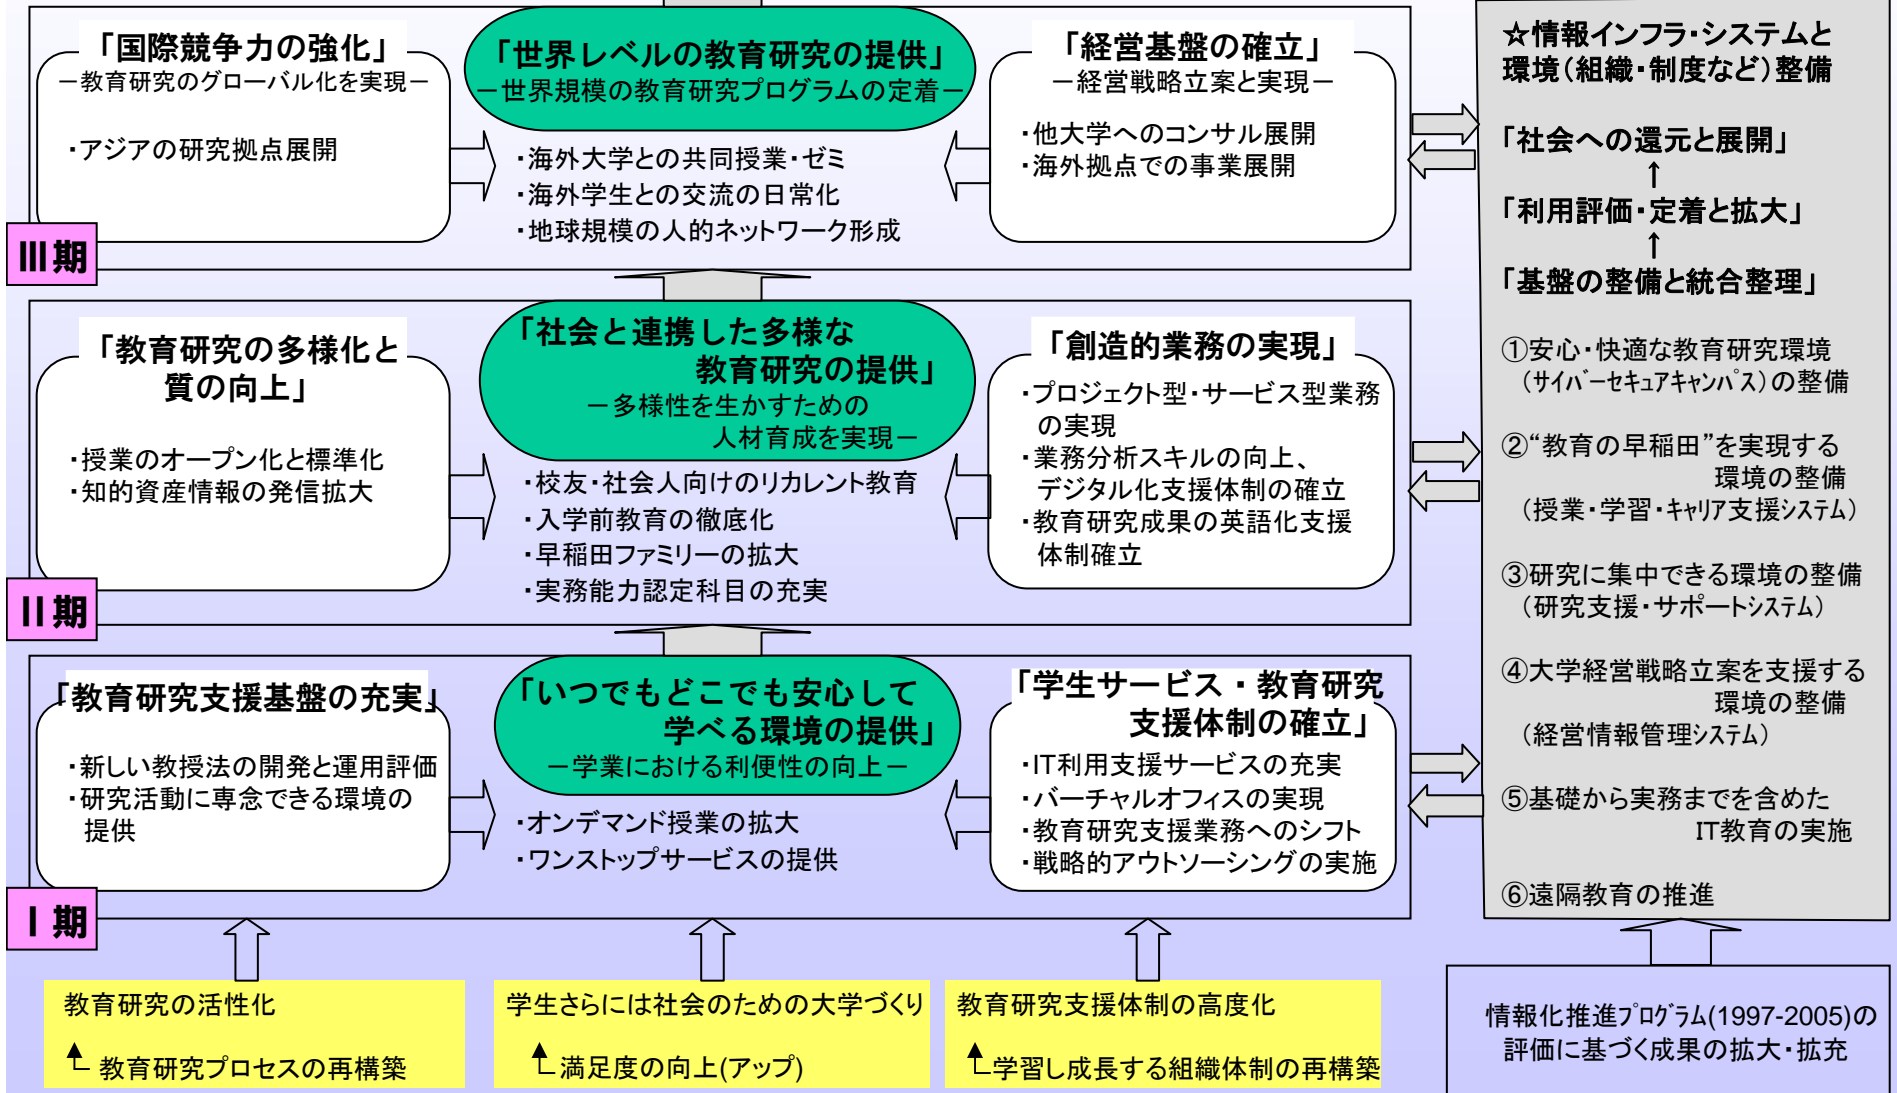 「国際競争力の強化」
－教育研究のグローバル化を実現－
・アジアの研究拠点展開
「世界レベルの教育研究の提供」
－世界規模の教育研究プログラムの定着－
・海外大学との共同授業・ゼミ
・海外学生との交流の日常化
・地球規模の人的ネットワーク形成
「経営基盤の確立」
－経営戦略立案と実現－
・他大学へのコンサル展開
・海外拠点での事業展開
Ⅲ期
「教育研究の多様化と
質の向上」
・授業のオープン化と標準化
・知的資産情報の発信拡大
「社会と連携した多様な
教育研究の提供」
－多様性を生かすための
人材育成を実現－
・校友・社会人向けのリカレント教育
・入学前教育の徹底化
・早稲田ファミリーの拡大
・実務能力認定科目の充実
「創造的業務の実現」
・プロジェクト型・サービス型業務
の実現
・業務分析スキルの向上、
デジタル化支援体制の確立
・教育研究成果の英語化支援
体制確立
Ⅱ期
「教育研究支援基盤の充実」
・新しい教授法の開発と運用評価
・研究活動に専念できる環境の
提供
「いつでもどこでも安心して
学べる環境の提供」
－学業における利便性の向上－
・オンデマンド授業の拡大
・ワンストップサービスの提供
「学生サービス・教育研究
支援体制の確立」
・IT利用支援サービスの充実
・バーチャルオフィスの実現
・教育研究支援業務へのシフト
・戦略的アウトソーシングの実施
Ⅰ期
教育研究の活性化
教育研究プロセスの再構築
学生さらには社会のための大学づくり
満足度の向上(アップ)
教育研究支援体制の高度化
学習し成長する組織体制の再構築
☆情報インフラ・システムと
環境（組織・制度など）整備
「社会への還元と展開」
↑
「利用評価・定着と拡大」
↑
「基盤の整備と統合整理」
①安心・快適な教育研究環境
（ｻｲﾊﾞｰｾｷｭｱｷｬﾝﾊﾟｽ）の整備
②“教育の早稲田”を実現する
環境の整備
（授業・学習・ｷｬﾘｱ支援ｼｽﾃﾑ）
③研究に集中できる環境の整備
（研究支援・ｻﾎﾟｰﾄｼｽﾃﾑ）
④大学経営戦略立案を支援する
環境の整備
（経営情報管理ｼｽﾃﾑ）
⑤基礎から実務までを含めた
IT教育の実施
⑥遠隔教育の推進
情報化推進ﾌﾟﾛｸﾞﾗﾑ(1997-2005)の
評価に基づく成果の拡大・拡充